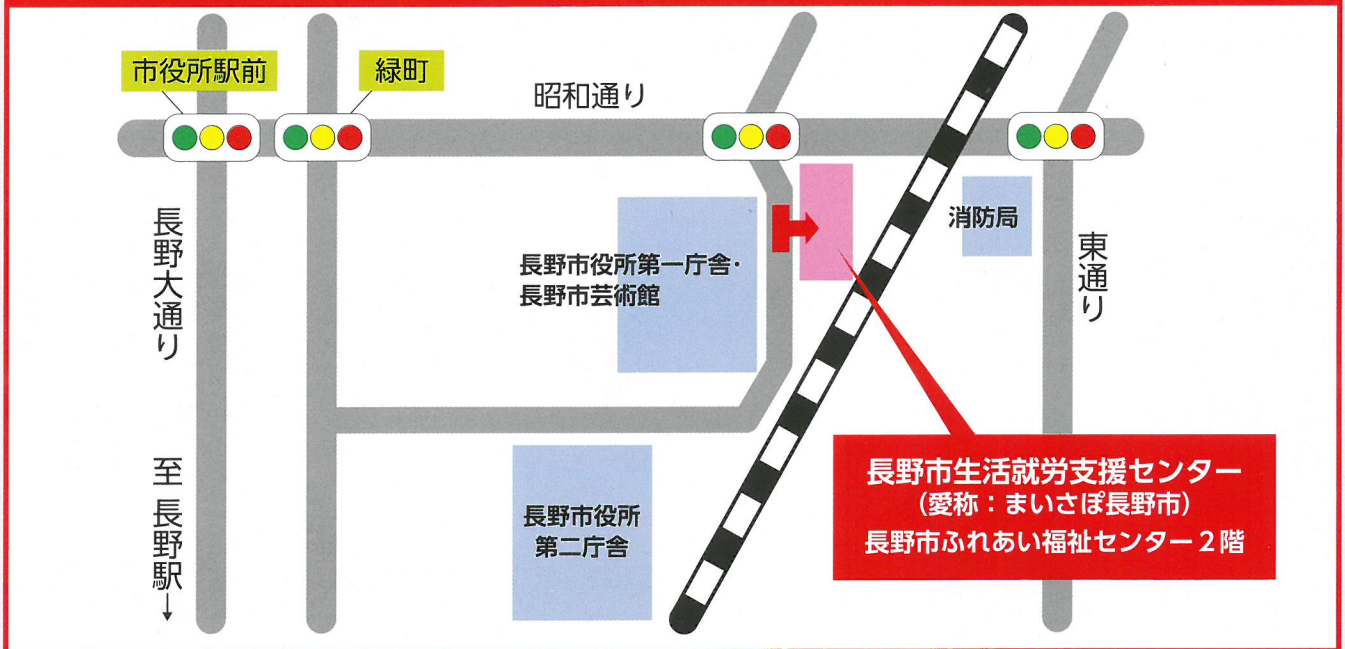 市役所駅前
緑町
昭和通り
長野大通り
長野市役所第一庁舎・
長野市芸術館
消防局
東通り
至 長野駅↓
長野市役所
第二庁舎
長野市生活就労支援センター
（愛称：まいさぽ長野市）
長野市ふれあい福祉センター２階